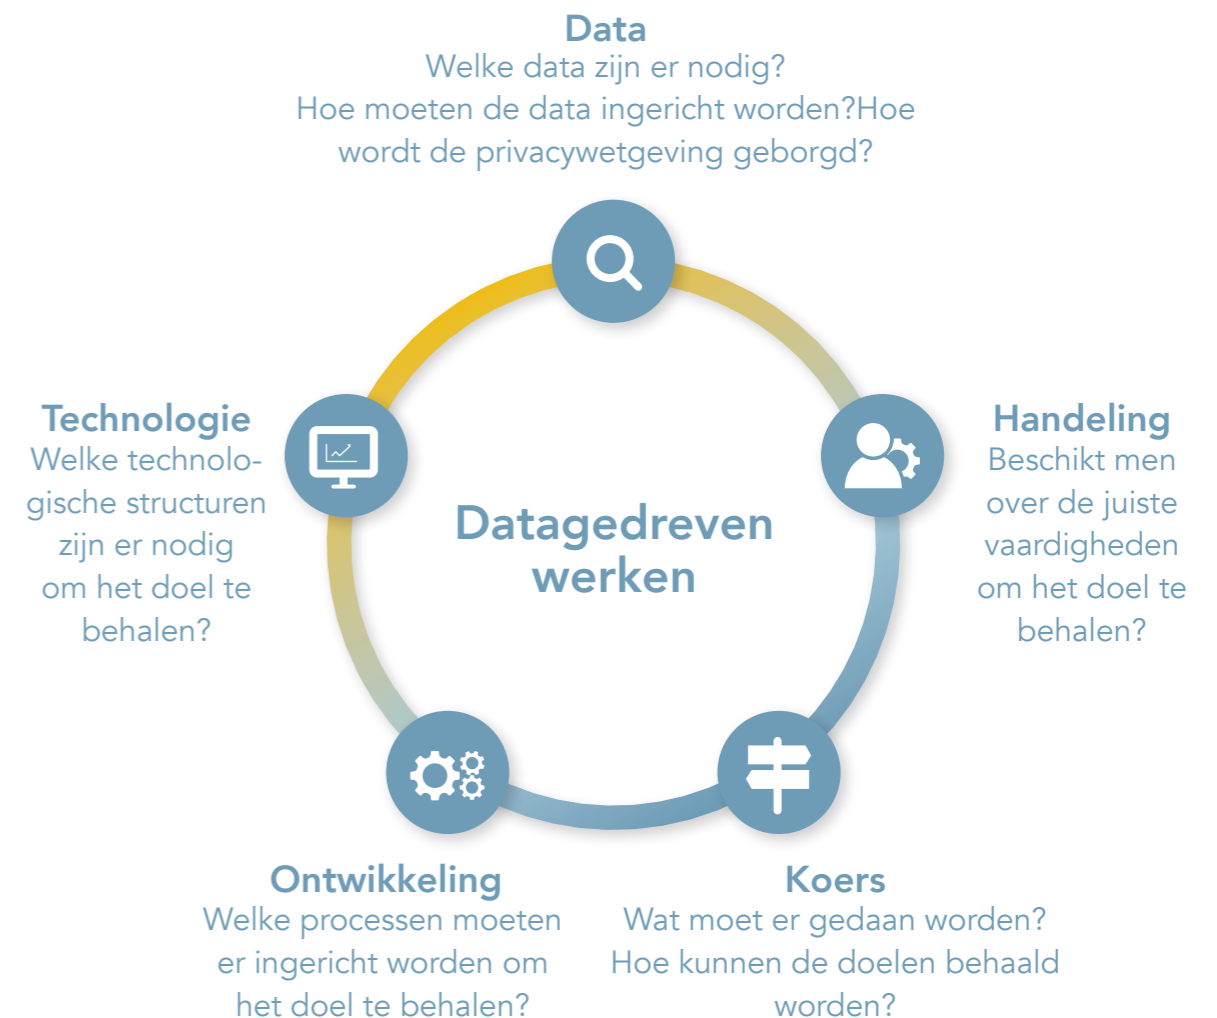 Data
Welke data zijn er nodig?
Hoe moeten de data ingericht worden?Hoe
wordt de privacywetgeving geborgd?
Technologie
Welke technolo-
gische structuren
zijn er nodig
om het doel te
behalen?
Datagedreven
werken
Handeling
Beschikt men
over de juiste
vaardigheden
om het doel te
behalen?
Ontwikkeling
Welke processen moeten
er ingericht worden om
het doel te behalen?
Koers
Wat moet er gedaan worden?
Hoe kunnen de doelen behaald
worden?